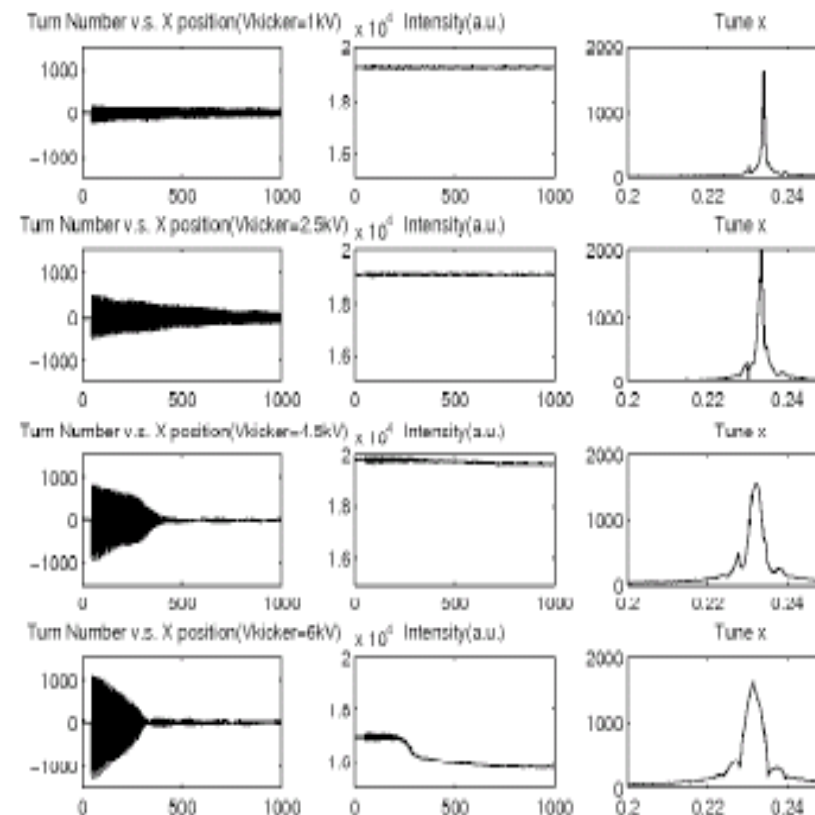 Turn Number v.s. X position(Vkicker=1kV) x 10^4 Intensity(a.u.) Tune x
1000 2 2000
0 1.8 1000
-1000 1.6 0
0 500 1000 0 500 1000 0.2 0.22 0.24
Turn Number v.s. X position(Vkicker=2.5kV) x 10^4 Intensity(a.u.) Tune x
1000 2 2000
0 1.8 1000
-1000 1.6 0
0 500 1000 0 500 1000 0.2 0.22 0.24
Turn Number v.s. X position(Vkicker=4.5kV) x 10^4 Intensity(a.u.) Tune x
1000 2 2000
0 1.8 1000
-1000 1.6 0
0 500 1000 0 500 1000 0.2 0.22 0.24
Turn Number v.s. X position(Vkicker=6kV) x 10^4 Intensity(a.u.) Tune x
1000 2 2000
0 1.8 1000
-1000 1.6 0
0 500 1000 0 500 1000 0.2 0.22 0.24